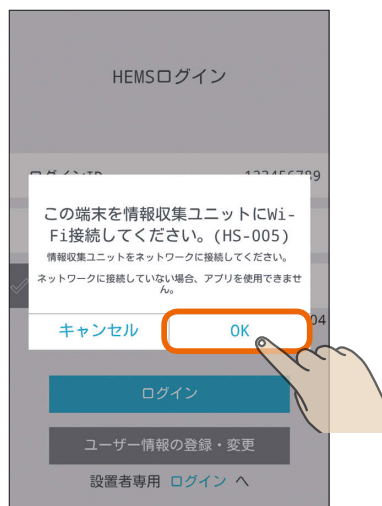 HEMSログイン
ログインID 123456789
この端末を情報収集ユニットにWi-
Fi接続してください。(HS-005)
情報収集ユニットをネットワークに接続してください。
ネットワークに接続していない場合、アプリを使用できませ
ん。
04
キャンセル OK
ログイン
ユーザー情報の登録・変更
設置者専用 ログイン へ